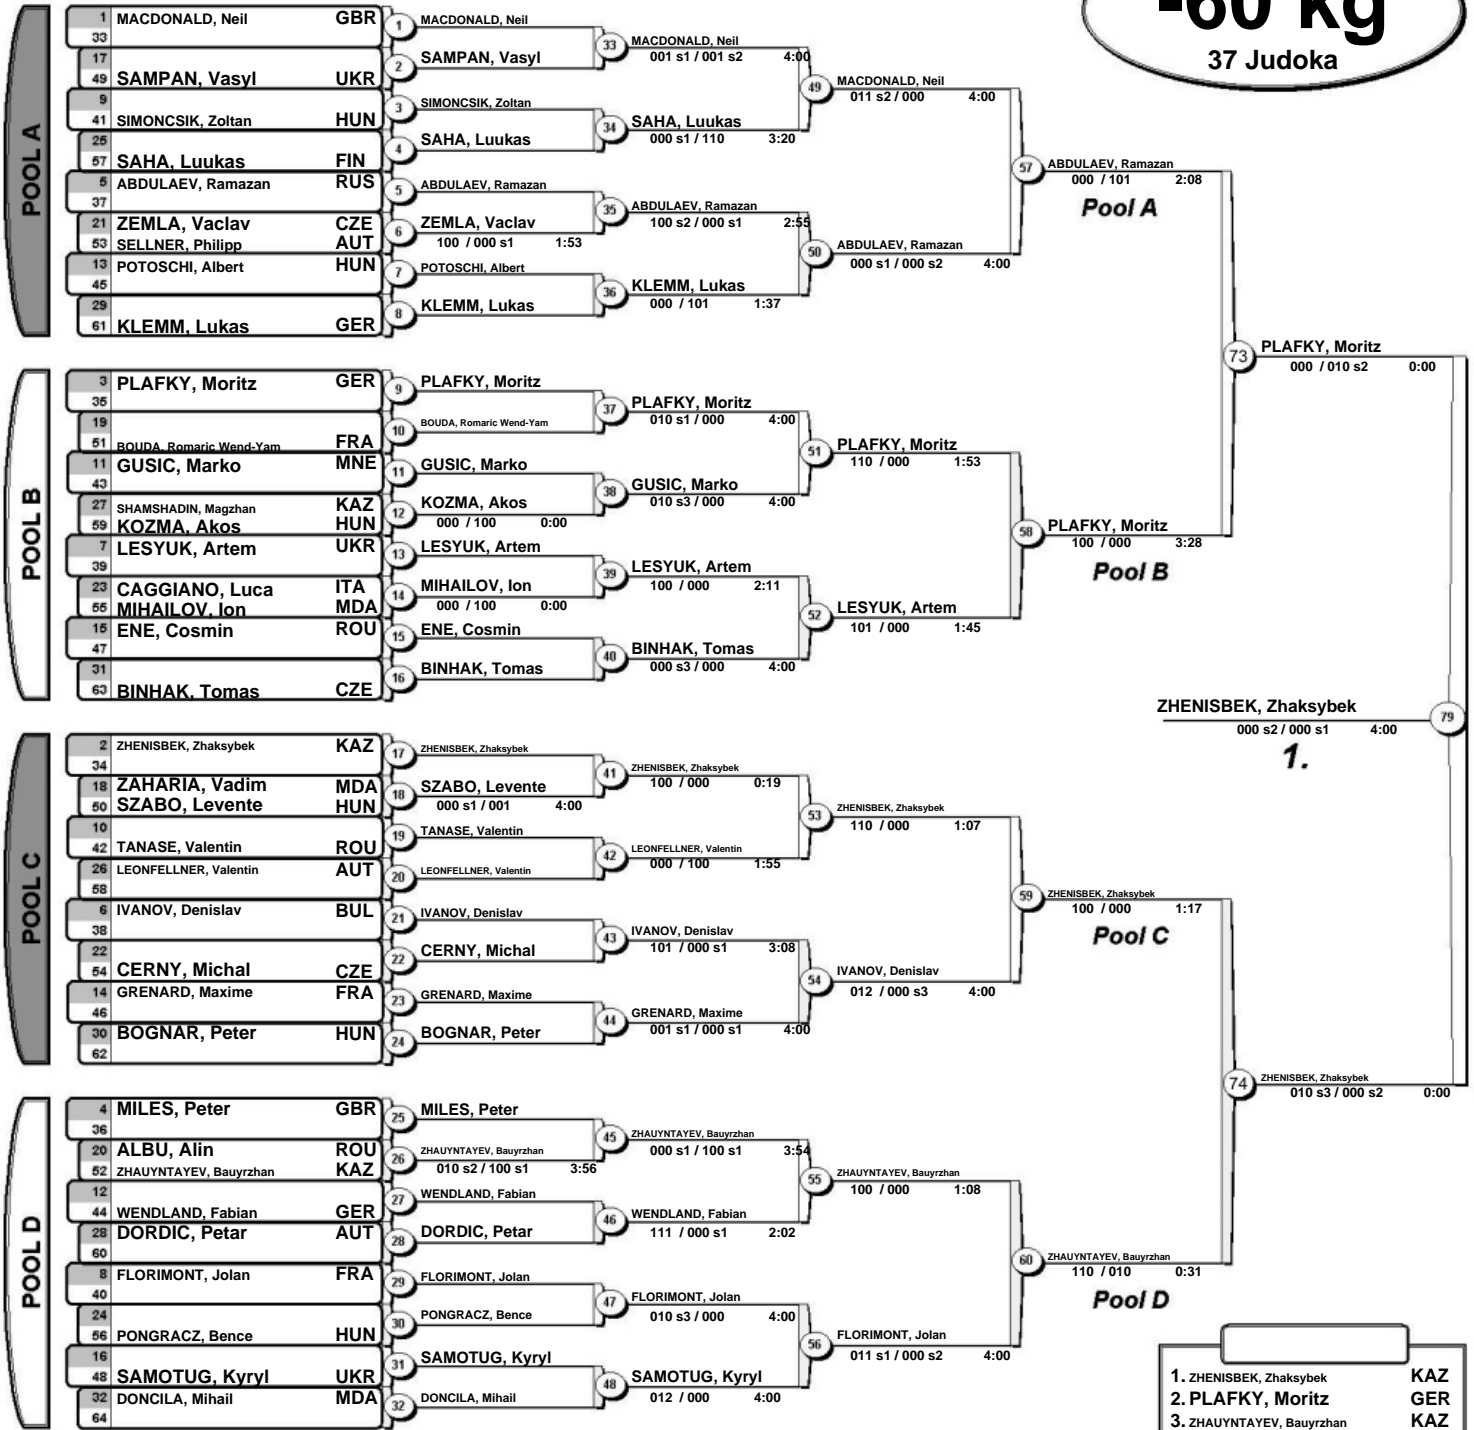 -60 kg
37 Judoka
POOL A
1 MACDONALD, Neil GBR
33
17
49 SAMPAN, Vasyl UKR
9
41 SIMONCSIK, Zoltan HUN
25
57 SAHA, Luukas FIN
5 ABDULAEV, Ramazan RUS
37
21 ZEMLA, Vaclav CZE
53 SELLNER, Philipp AUT
13 POTOSCHI, Albert HUN
45
29
61 KLEMM, Lukas GER
1 MACDONALD, Neil
2 SAMPAN, Vasyl
3 SIMONCSIK, Zoltan
4 SAHA, Luukas
5 ABDULAEV, Ramazan
6 ZEMLA, Vaclav
100 / 000 s1 1:53
7 POTOSCHI, Albert
8 KLEMM, Lukas
33 MACDONALD, Neil
001 s1 / 001 s2 4:00
34 SAHA, Luukas
000 s1 / 110 3:20
35 ABDULAEV, Ramazan
100 s2 / 000 s1 2:55
36 KLEMM, Lukas
000 / 101 1:37
49 MACDONALD, Neil
011 s2 / 000 4:00
50 ABDULAEV, Ramazan
000 s1 / 000 s2 4:00
57 ABDULAEV, Ramazan
000 / 101 2:08
Pool A
POOL B
3 PLAFKY, Moritz GER
35
19
51 BOUDA, Romaric Wend-Yam FRA
11 GUSIC, Marko MNE
43
27 SHAMSHADIN, Magzhan KAZ
59 KOZMA, Akos HUN
7 LESYUK, Artem UKR
39
23 CAGGIANO, Luca ITA
55 MIHAILOV, Ion MDA
15 ENE, Cosmin ROU
47
31
63 BINHAK, Tomas CZE
9 PLAFKY, Moritz
10 BOUDA, Romaric Wend-Yam
11 GUSIC, Marko
12 KOZMA, Akos
000 / 100 0:00
13 LESYUK, Artem
14 MIHAILOV, Ion
000 / 100 0:00
15 ENE, Cosmin
16 BINHAK, Tomas
37 PLAFKY, Moritz
010 s1 / 000 4:00
38 GUSIC, Marko
010 s3 / 000 4:00
39 LESYUK, Artem
100 / 000 2:11
40 BINHAK, Tomas
000 s3 / 000 4:00
51 PLAFKY, Moritz
110 / 000 1:53
52 LESYUK, Artem
101 / 000 1:45
58 PLAFKY, Moritz
100 / 000 3:28
Pool B
73 PLAFKY, Moritz
000 / 010 s2 0:00
ZHENISBEK, Zhaksybek 79
000 s2 / 000 s1 4:00
1.
POOL C
2 ZHENISBEK, Zhaksybek KAZ
34
18 ZAHARIA, Vadim MDA
50 SZABO, Levente HUN
10
42 TANASE, Valentin ROU
26 LEONFELLNER, Valentin AUT
58
6 IVANOV, Denislav BUL
38
22
54 CERNY, Michal CZE
14 GRENARD, Maxime FRA
46
30 BOGNAR, Peter HUN
62
17 ZHENISBEK, Zhaksybek
18 SZABO, Levente
000 s1 / 001 4:00
19 TANASE, Valentin
20 LEONFELLNER, Valentin
21 IVANOV, Denislav
22 CERNY, Michal
23 GRENARD, Maxime
24 BOGNAR, Peter
41 ZHENISBEK, Zhaksybek
100 / 000 0:19
42 LEONFELLNER, Valentin
000 / 100 1:55
43 IVANOV, Denislav
101 / 000 s1 3:08
44 GRENARD, Maxime
001 s1 / 000 s1 4:00
53 ZHENISBEK, Zhaksybek
110 / 000 1:07
54 IVANOV, Denislav
012 / 000 s3 4:00
59 ZHENISBEK, Zhaksybek
100 / 000 1:17
Pool C
POOL D
4 MILES, Peter GBR
36
20 ALBU, Alin ROU
52 ZHAUYNTAYEV, Bauyrzhan KAZ
12
44 WENDLAND, Fabian GER
28 DORDIC, Petar AUT
60
8 FLORIMONT, Jolan FRA
40
24
56 PONGRACZ, Bence HUN
16
48 SAMOTUG, Kyryl UKR
32 DONCILA, Mihail MDA
64
25 MILES, Peter
26 ZHAUYNTAYEV, Bauyrzhan
010 s2 / 100 s1 3:56
27 WENDLAND, Fabian
28 DORDIC, Petar
29 FLORIMONT, Jolan
30 PONGRACZ, Bence
31 SAMOTUG, Kyryl
32 DONCILA, Mihail
45 ZHAUYNTAYEV, Bauyrzhan
000 s1 / 100 s1 3:54
46 WENDLAND, Fabian
111 / 000 s1 2:02
47 FLORIMONT, Jolan
010 s3 / 000 4:00
48 SAMOTUG, Kyryl
012 / 000 4:00
55 ZHAUYNTAYEV, Bauyrzhan
100 / 000 1:08
56 FLORIMONT, Jolan
011 s1 / 000 s2 4:00
60 ZHAUYNTAYEV, Bauyrzhan
110 / 010 0:31
Pool D
74 ZHENISBEK, Zhaksybek
010 s3 / 000 s2 0:00
1. ZHENISBEK, Zhaksybek KAZ
2. PLAFKY, Moritz GER
3. ZHAUYNTAYEV, Bauyrzhan KAZ